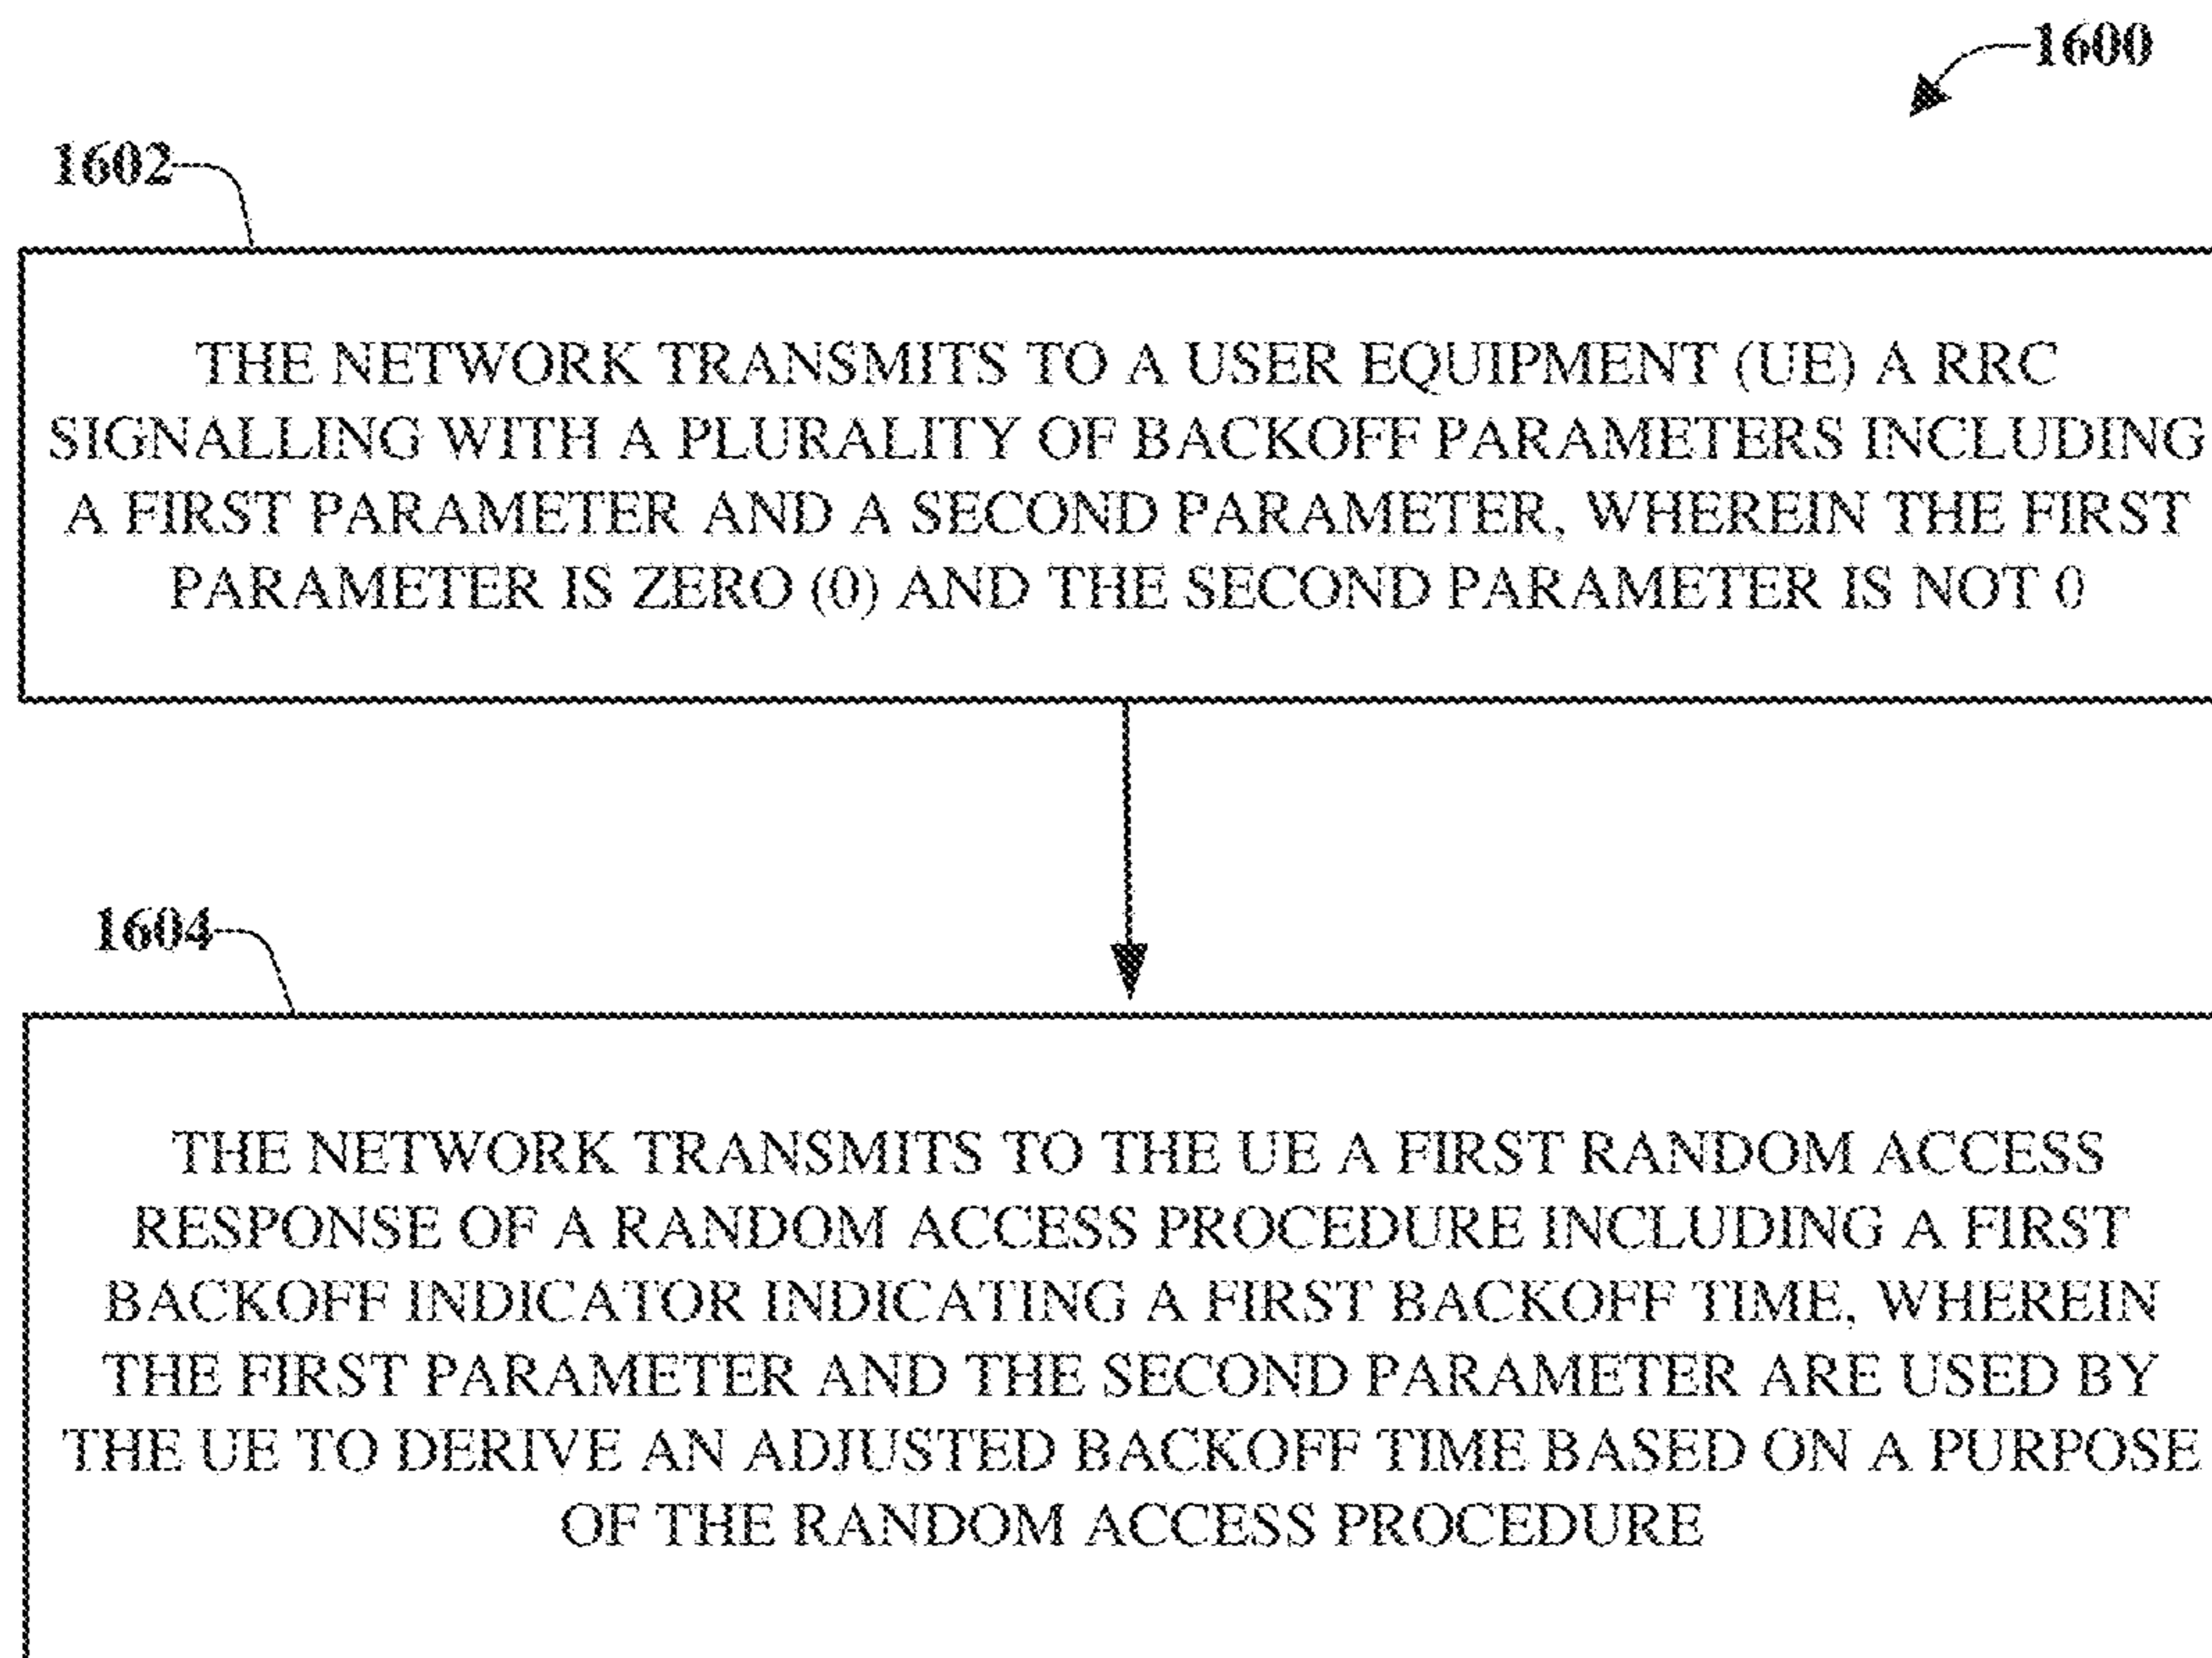 1600
1602
THE NETWORK TRANSMITS TO A USER EQUIPMENT (UE) A RRC
SIGNALLING WITH A PLURALITY OF BACKOFF PARAMETERS INCLUDING
A FIRST PARAMETER AND A SECOND PARAMETER, WHEREIN THE FIRST
PARAMETER IS ZERO (0) AND THE SECOND PARAMETER IS NOT 0
1604
THE NETWORK TRANSMITS TO THE UE A FIRST RANDOM ACCESS
RESPONSE OF A RANDOM ACCESS PROCEDURE INCLUDING A FIRST
BACKOFF INDICATOR INDICATING A FIRST BACKOFF TIME, WHEREIN
THE FIRST PARAMETER AND THE SECOND PARAMETER ARE USED BY
THE UE TO DERIVE AN ADJUSTED BACKOFF TIME BASED ON A PURPOSE
OF THE RANDOM ACCESS PROCEDURE